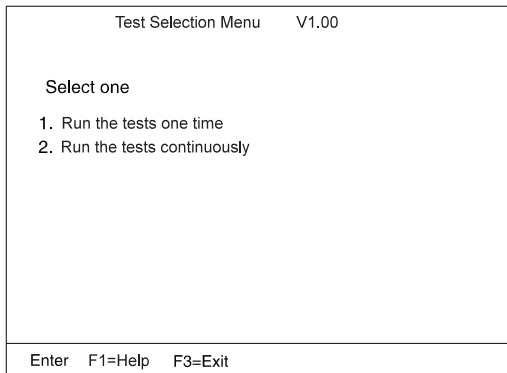 Test Selection Menu V1.00
Select one
1. Run the tests one time
2. Run the tests continuously
Enter F1=Help F3=Exit